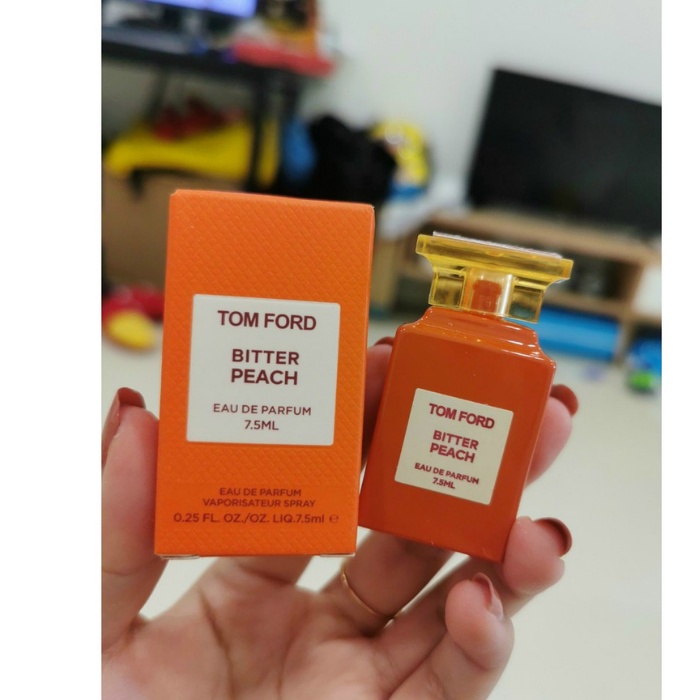 TOM FORD
BITTER
PEACH
EAU DE PARFUM
7.5ML
EAU DE PARFUM
VAPORISATEUR SPRAY
0.25 FL. OZ./OZ. LIQ.7.5ml ℮
TOM FORD
BITTER
PEACH
EAU DE PARFUM
7.5ML